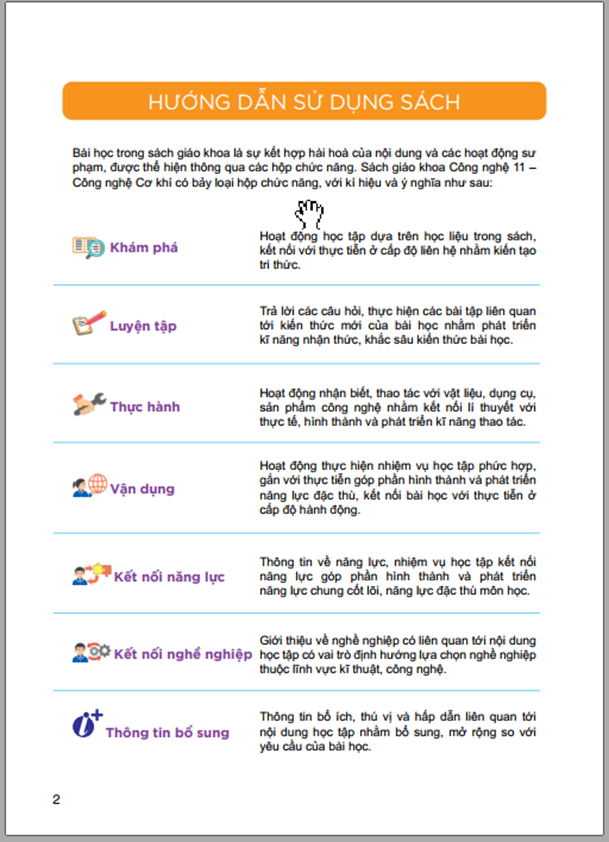 HƯỚNG DẪN SỬ DỤNG SÁCH
Bài học trong sách giáo khoa là sự kết hợp hài hoà của nội dung và các hoạt động sư
phạm, được thể hiện thông qua các hộp chức năng. Sách giáo khoa Công nghệ 11 –
Công nghệ Cơ khí có bảy loại hộp chức năng, với kí hiệu và ý nghĩa như sau:
Khám phá
Hoạt động học tập dựa trên học liệu trong sách,
kết nối với thực tiễn ở cấp độ liên hệ nhằm kiến tạo
tri thức.
Luyện tập
Trả lời các câu hỏi, thực hiện các bài tập liên quan
tới kiến thức mới của bài học nhằm phát triển
kĩ năng nhận thức, khắc sâu kiến thức bài học.
Thực hành
Hoạt động nhận biết, thao tác với vật liệu, dụng cụ,
sản phẩm công nghệ nhằm kết nối lí thuyết với
thực tế, hình thành và phát triển kĩ năng thao tác.
Vận dụng
Hoạt động thực hiện nhiệm vụ học tập phức hợp,
gắn với thực tiễn góp phần hình thành và phát triển
năng lực đặc thù, kết nối bài học với thực tiễn ở
cấp độ hành động.
Kết nối năng lực
Thông tin về năng lực, nhiệm vụ học tập kết nối
năng lực góp phần hình thành và phát triển
năng lực chung cốt lõi, năng lực đặc thù môn học.
Kết nối nghề nghiệp
Giới thiệu về nghề nghiệp có liên quan tới nội dung
học tập có vai trò định hướng lựa chọn nghề nghiệp
thuộc lĩnh vực kĩ thuật, công nghệ.
Thông tin bổ sung
Thông tin bổ ích, thú vị và hấp dẫn liên quan tới
nội dung học tập nhằm bổ sung, mở rộng so với
yêu cầu của bài học.
2